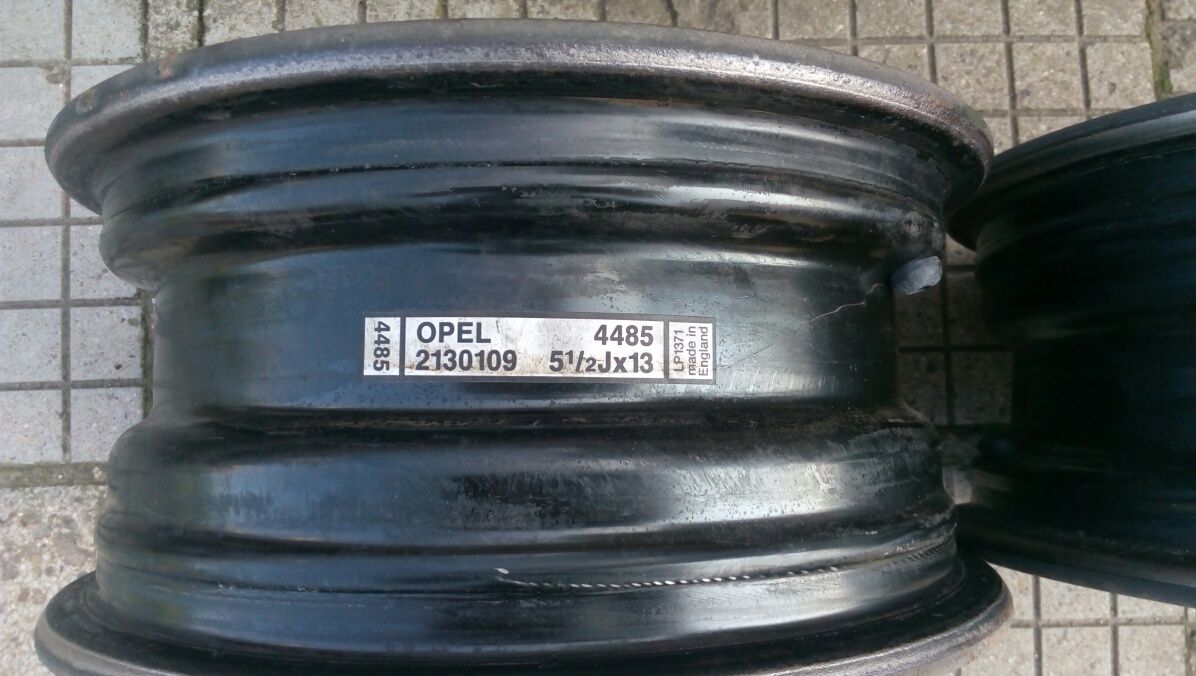 4485
OPEL 4485
2130109 5½Jx13
LP1371
made in
England